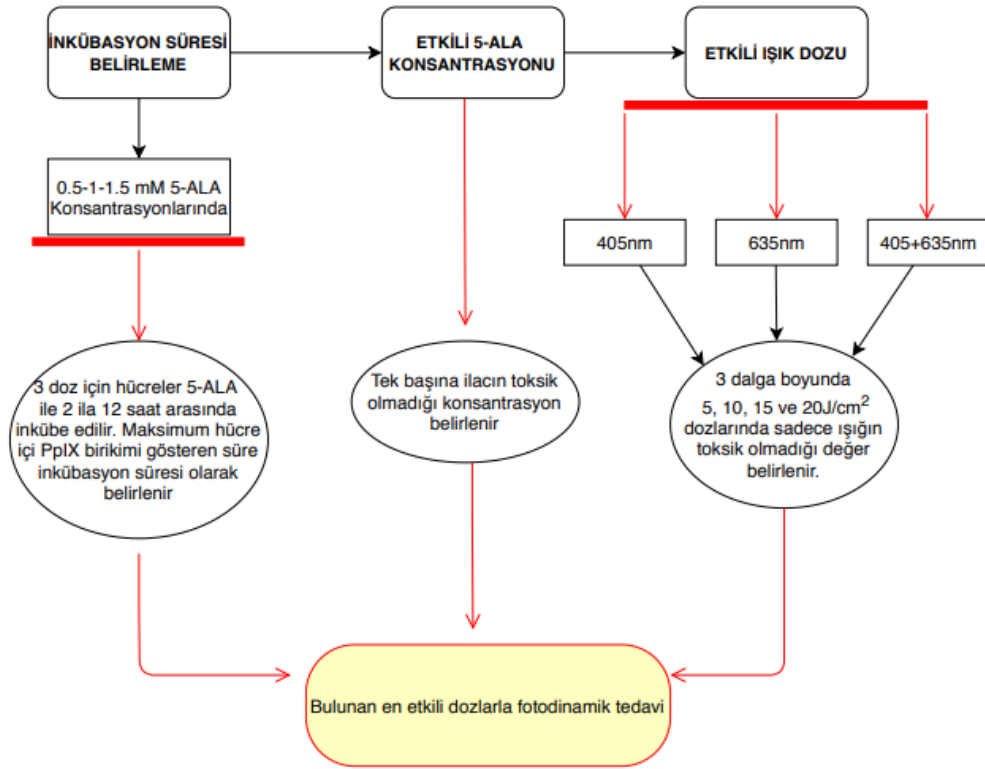 İNKÜBASYON SÜRESİ
BELİRLEME
ETKİLİ 5-ALA
KONSANTRASYONU
ETKİLİ IŞIK DOZU
0.5-1-1.5 mM 5-ALA
Konsantrasyonlarında
405nm
635nm
405+635nm
3 doz için hücreler 5-ALA
ile 2 ila 12 saat arasında
inkübe edilir. Maksimum hücre
içi PpIX birikimi gösteren süre
inkübasyon süresi olarak
belirlenir
Tek başına ilacın toksik
olmadığı konsantrasyon
belirlenir
3 dalga boyunda
5, 10, 15 ve 20J/cm²
dozlarında sadece ışığın
toksik olmadığı değer
belirlenir.
Bulunan en etkili dozlarla fotodinamik tedavi